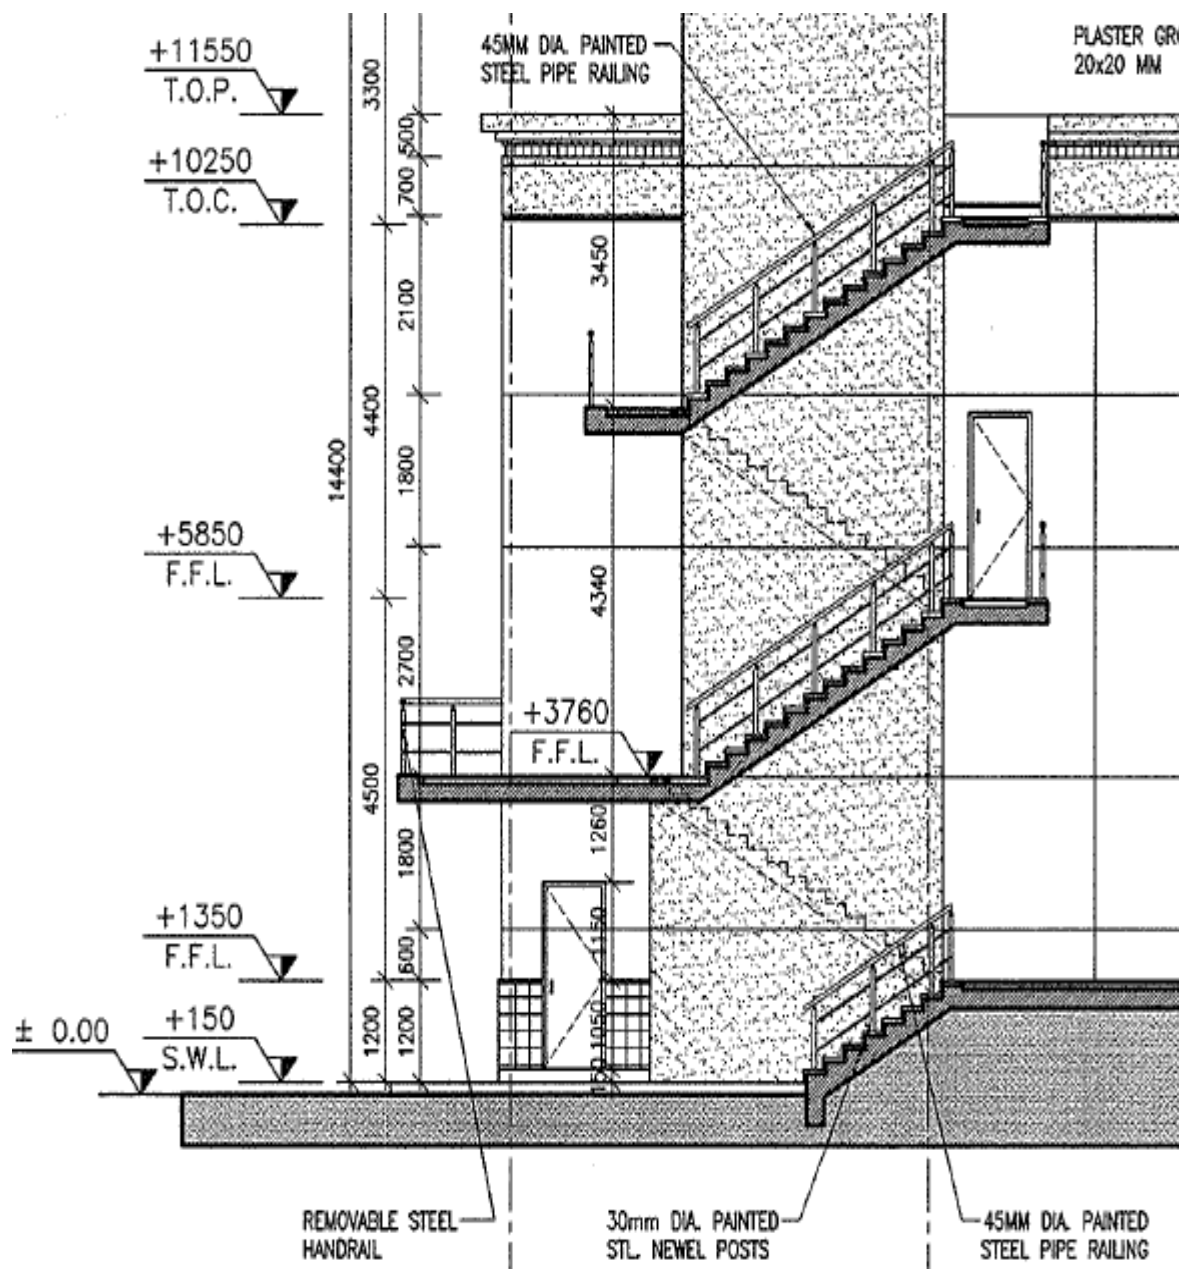 +11550
T.O.P.
+10250
T.O.C.
+5850
F.F.L.
+3760
F.F.L.
+1350
F.F.L.
+150
S.W.L.
± 0.00
45MM DIA. PAINTED
STEEL PIPE RAILING
PLASTER GRO
20x20 MM
3300
500
700
3450
2100
4400
1800
14400
4340
2700
4500
1260
1800
1150
600
1200
1200
1050
150
REMOVABLE STEEL
HANDRAIL
30mm DIA. PAINTED
STL. NEWEL POSTS
45MM DIA. PAINTED
STEEL PIPE RAILING